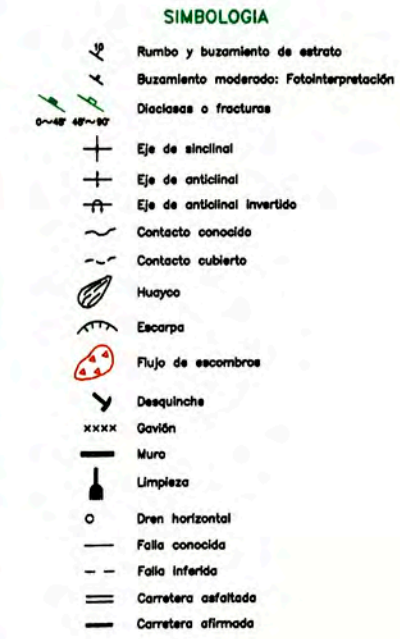 SIMBOLOGIA
10
Rumbo y buzamiento de estrato
Buzamiento moderado: Fotointerpretación
Diaclasas o fracturas
0~45° 45°~90°
Eje de sinclinal
Eje de anticlinal
Eje de anticlinal invertido
Contacto conocido
Contacto cubierto
Huayco
Escarpa
Flujo de escombros
Desquinche
xxxx Gavión
Muro
Limpieza
Dren horizontal
Falla conocida
Falla inferida
Carretera asfaltada
Carretera afirmada